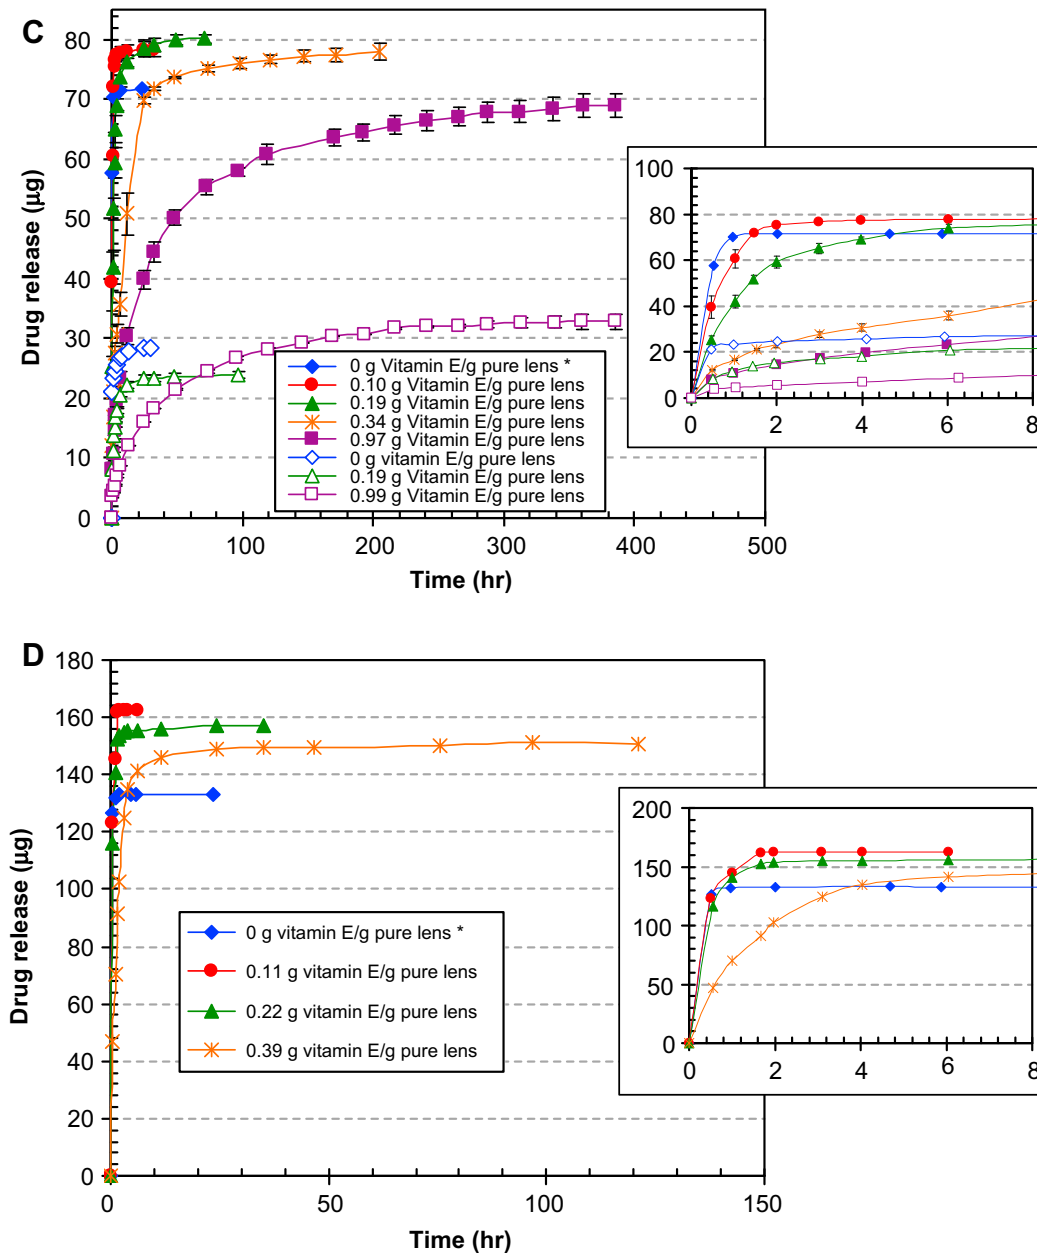 C
Drug release (µg)
80
70
60
50
40
30
20
10
0
0 100 200 300 400 500
Time (hr)
0 g Vitamin E/g pure lens *
0.10 g Vitamin E/g pure lens
0.19 g Vitamin E/g pure lens
0.34 g Vitamin E/g pure lens
0.97 g Vitamin E/g pure lens
0 g vitamin E/g pure lens
0.19 g Vitamin E/g pure lens
0.99 g Vitamin E/g pure lens
100
80
60
40
20
0
0 2 4 6 8
D
Drug release (µg)
180
160
140
120
100
80
60
40
20
0
0 50 100 150
Time (hr)
0 g vitamin E/g pure lens *
0.11 g vitamin E/g pure lens
0.22 g vitamin E/g pure lens
0.39 g vitamin E/g pure lens
200
150
100
50
0
0 2 4 6 8